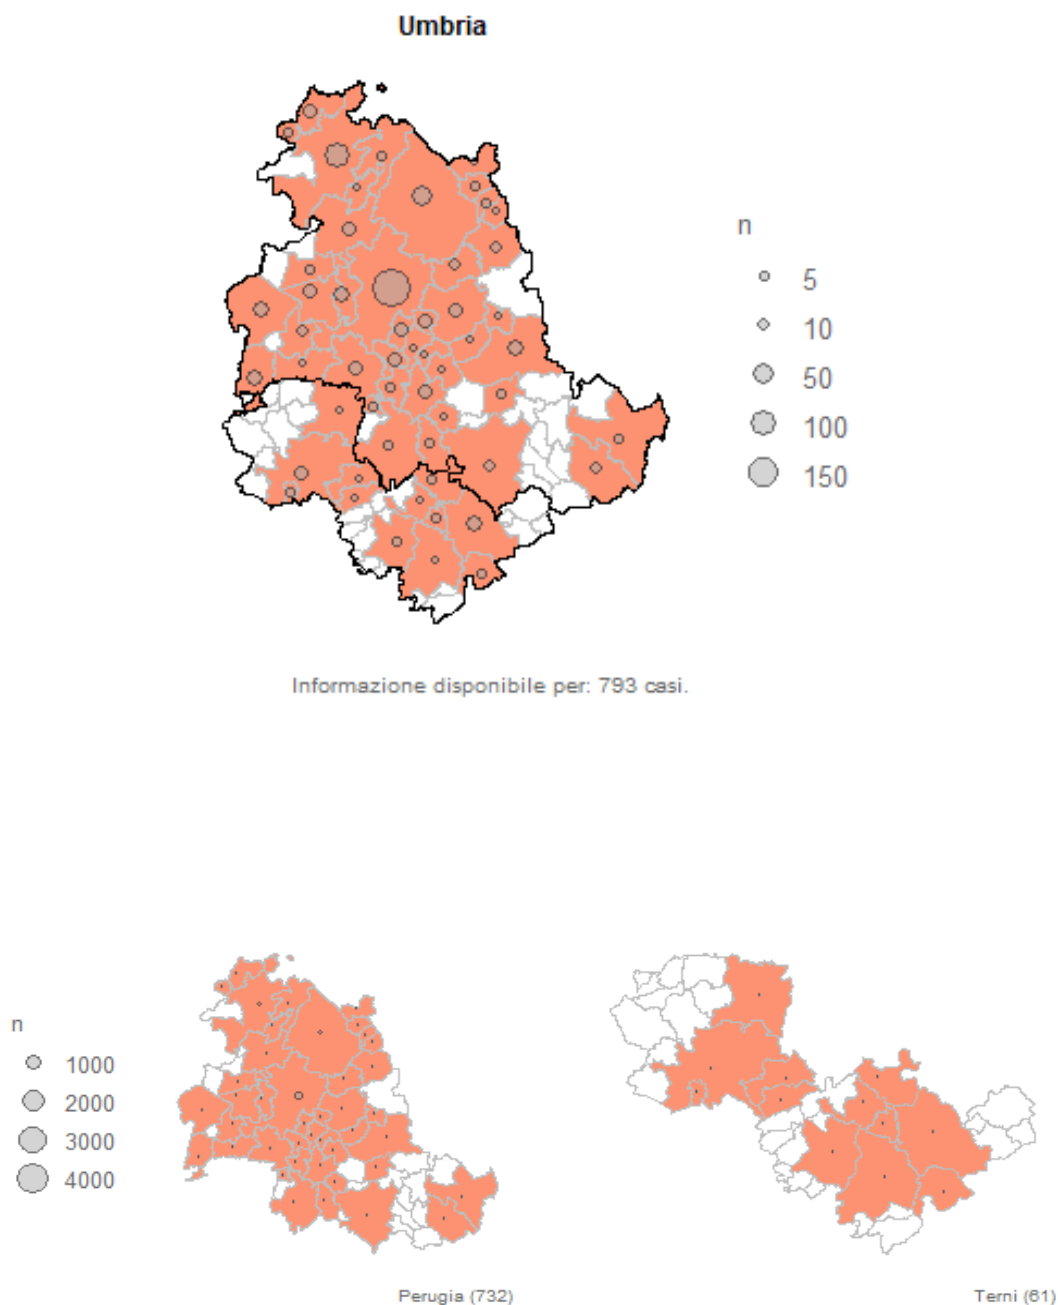 Umbria
n
5
10
50
100
150
Informazione disponibile per: 793 casi.
n
1000
2000
3000
4000
Perugia (732)
Terni (61)